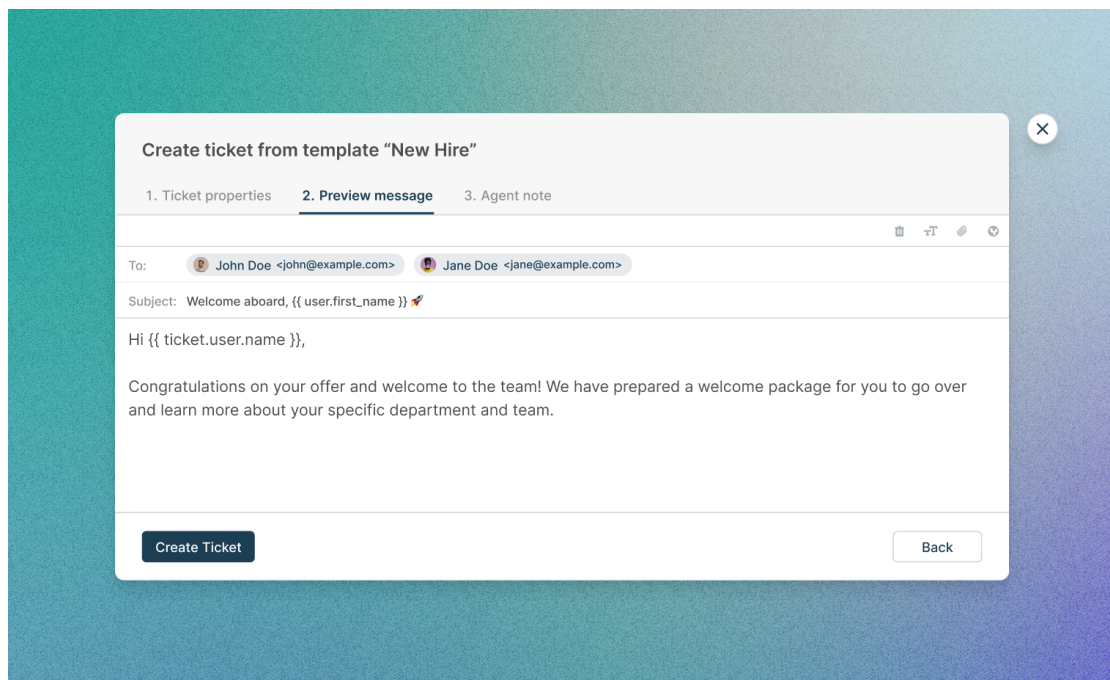 Create ticket from template “New Hire”
1. Ticket properties 2. Preview message 3. Agent note
To: John Doe <john@example.com> Jane Doe <jane@example.com>
Subject: Welcome aboard, {{ user.first_name }} 🚀
Hi {{ ticket.user.name }},
Congratulations on your offer and welcome to the team! We have prepared a welcome package for you to go over
and learn more about your specific department and team.
Create Ticket Back